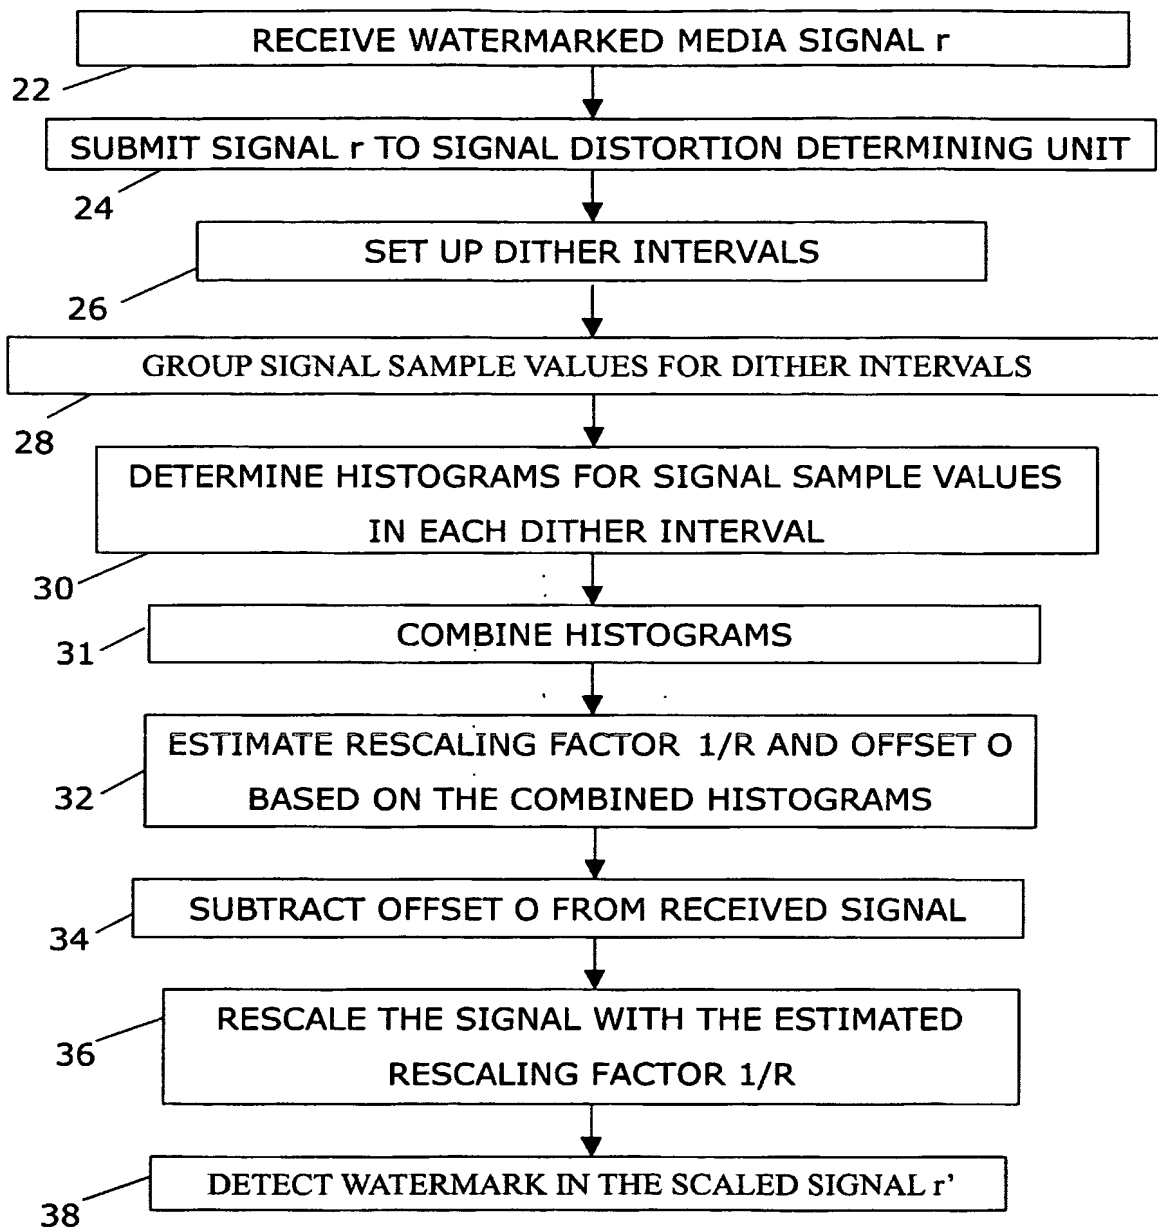 RECEIVE WATERMARKED MEDIA SIGNAL r
22
SUBMIT SIGNAL r TO SIGNAL DISTORTION DETERMINING UNIT
24
SET UP DITHER INTERVALS
26
GROUP SIGNAL SAMPLE VALUES FOR DITHER INTERVALS
28
DETERMINE HISTOGRAMS FOR SIGNAL SAMPLE VALUES
IN EACH DITHER INTERVAL
30
COMBINE HISTOGRAMS
31
ESTIMATE RESCALING FACTOR 1/R AND OFFSET O
BASED ON THE COMBINED HISTOGRAMS
32
SUBTRACT OFFSET O FROM RECEIVED SIGNAL
34
RESCALE THE SIGNAL WITH THE ESTIMATED
RESCALING FACTOR 1/R
36
DETECT WATERMARK IN THE SCALED SIGNAL r'
38